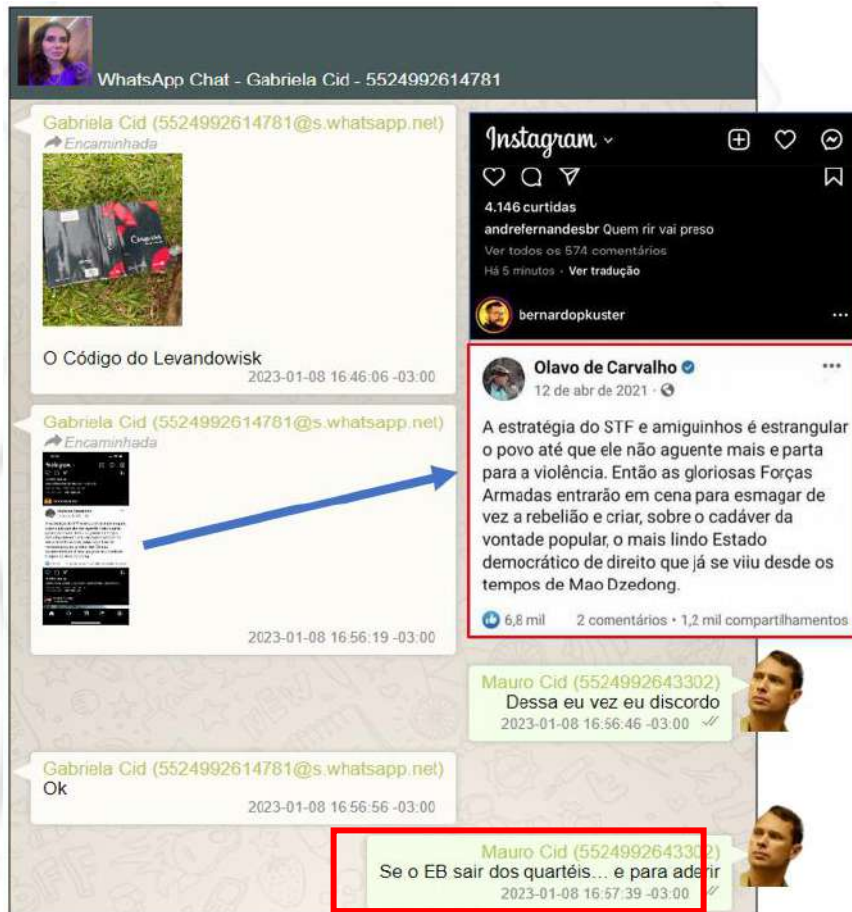 WhatsApp Chat - Gabriela Cid - 5524992614781
Gabriela Cid (5524992614781@s.whatsapp.net)
Encaminhada
O Código do Levandowisk
2023-01-08 16:46:06 -03:00
Gabriela Cid (5524992614781@s.whatsapp.net)
Encaminhada
2023-01-08 16:56:19 -03:00
Instagram
4.146 curtidas
andrefernandesbr Quem rir vai preso
Ver todos os 574 comentários
Há 5 minutos · Ver tradução
bernardopkuster
Olavo de Carvalho
12 de abr de 2021 ·
A estratégia do STF e amiguinhos é estrangular
o povo até que ele não aguente mais e parta
para a violência. Então as gloriosas Forças
Armadas entrarão em cena para esmagar de
vez a rebelião e criar, sobre o cadáver da
vontade popular, o mais lindo Estado
democrático de direito que já se viiu desde os
tempos de Mao Dzedong.
6,8 mil 2 comentários • 1,2 mil compartilhamentos
Mauro Cid (5524992643302)
Dessa eu vez eu discordo
2023-01-08 16:56:46 -03:00
Gabriela Cid (5524992614781@s.whatsapp.net)
Ok
2023-01-08 16:56:56 -03:00
Mauro Cid (5524992643302)
Se o EB sair dos quartéis... e para aderir
2023-01-08 16:57:39 -03:00